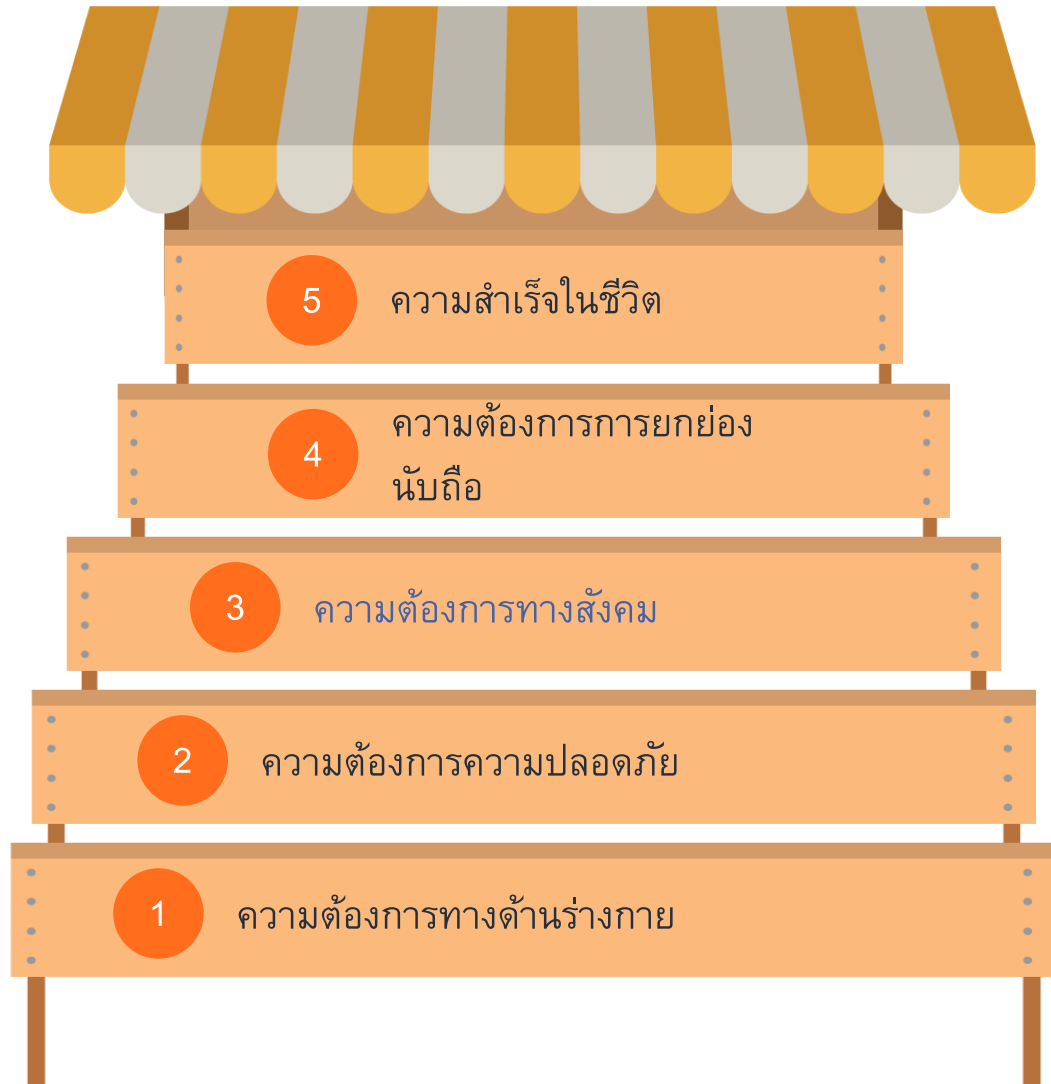 5 ความสำเร็จในชีวิต
4 ความต้องการการยกย่อง
นับถือ
3 ความต้องการทางสังคม
2 ความต้องการความปลอดภัย
1 ความต้องการทางด้านร่างกาย